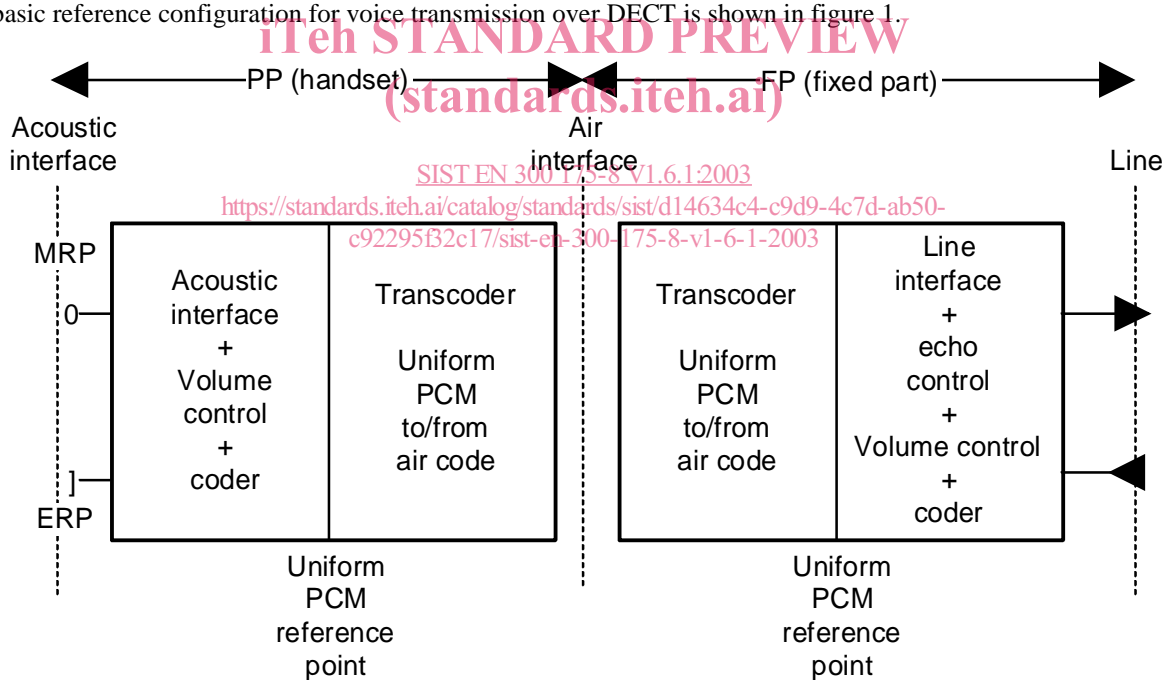 basic reference configuration for voice transmission over DECT is shown in figure 1.
iTeh STANDARD PREVIEW
PP (handset)
FP (fixed part)
(standards.iteh.ai)
Acoustic
interface
Air
interface
Line
SIST EN 300 175-8 V1.6.1:2003
https://standards.iteh.ai/catalog/standards/sist/d14634c4-c9d9-4c7d-ab50-
c92295f32c17/sist-en-300-175-8-v1-6-1-2003
MRP
0
]
ERP
Acoustic
interface
+
Volume
control
+
coder
Transcoder
Uniform
PCM
to/from
air code
Transcoder
Uniform
PCM
to/from
air code
Line
interface
+
echo
control
+
Volume control
+
coder
Uniform
PCM
reference
point
Uniform
PCM
reference
point